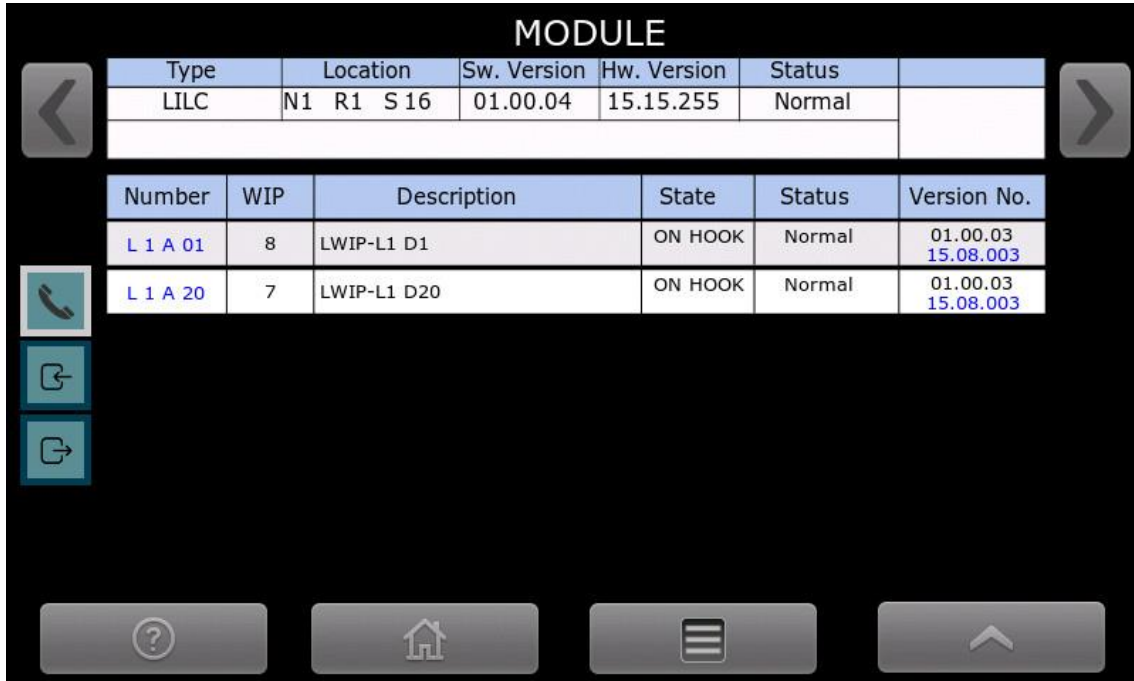 MODULE
Type Location Sw. Version Hw. Version Status
LILC N1 R1 S 16 01.00.04 15.15.255 Normal
Number WIP Description State Status Version No.
L 1 A 01 8 LWIP-L1 D1 ON HOOK Normal 01.00.03
15.08.003
L 1 A 20 7 LWIP-L1 D20 ON HOOK Normal 01.00.03
15.08.003
?